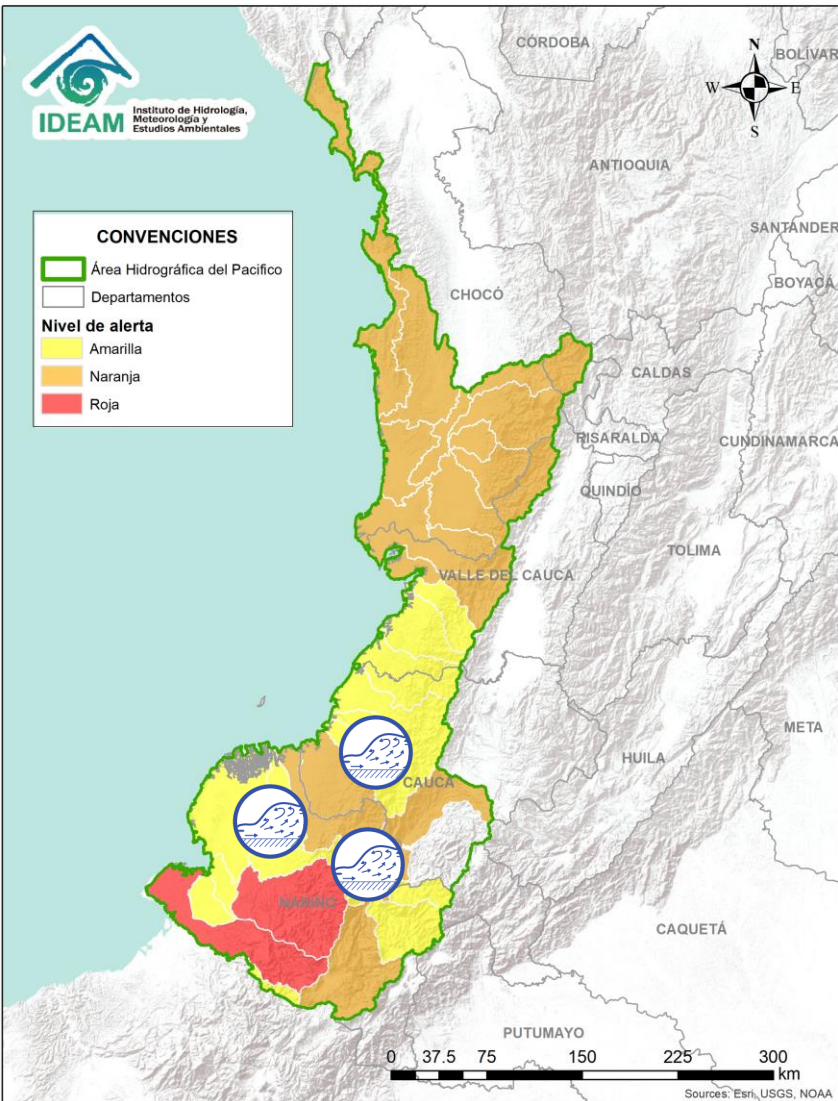 IDEAM
Instituto de Hidrología,
Meteorología y
Estudios Ambientales
CÓRDOBA
BOLÍVAR
N
W
E
S
ANTIOQUIA
SANTANDER
BOYACÁ
CONVENCIONES
Área Hidrográfica del Pacifico
Departamentos
Nivel de alerta
Amarilla
Naranja
Roja
CHOCÓ
CALDAS
RISARALDA
CUNDINAMARCA
QUINDÍO
TOLIMA
VALLE DEL CAUCA
META
HUILA
CAUCA
NARIÑO
CAQUETÁ
PUTUMAYO
0 37.5 75 150 225 300
km
Sources: Esri, USGS, NOAA